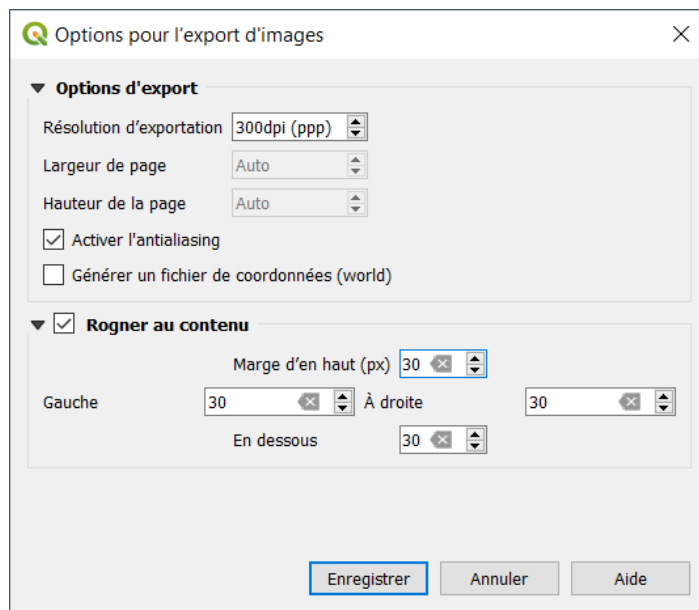 Options pour l'export d'images
Options d'export
Résolution d'exportation 300dpi (ppp)
Largeur de page Auto
Hauteur de la page Auto
Activer l'antialiasing
Générer un fichier de coordonnées (world)
Rogner au contenu
Marge d'en haut (px) 30
Gauche 30 À droite 30
En dessous 30
Enregistrer Annuler Aide